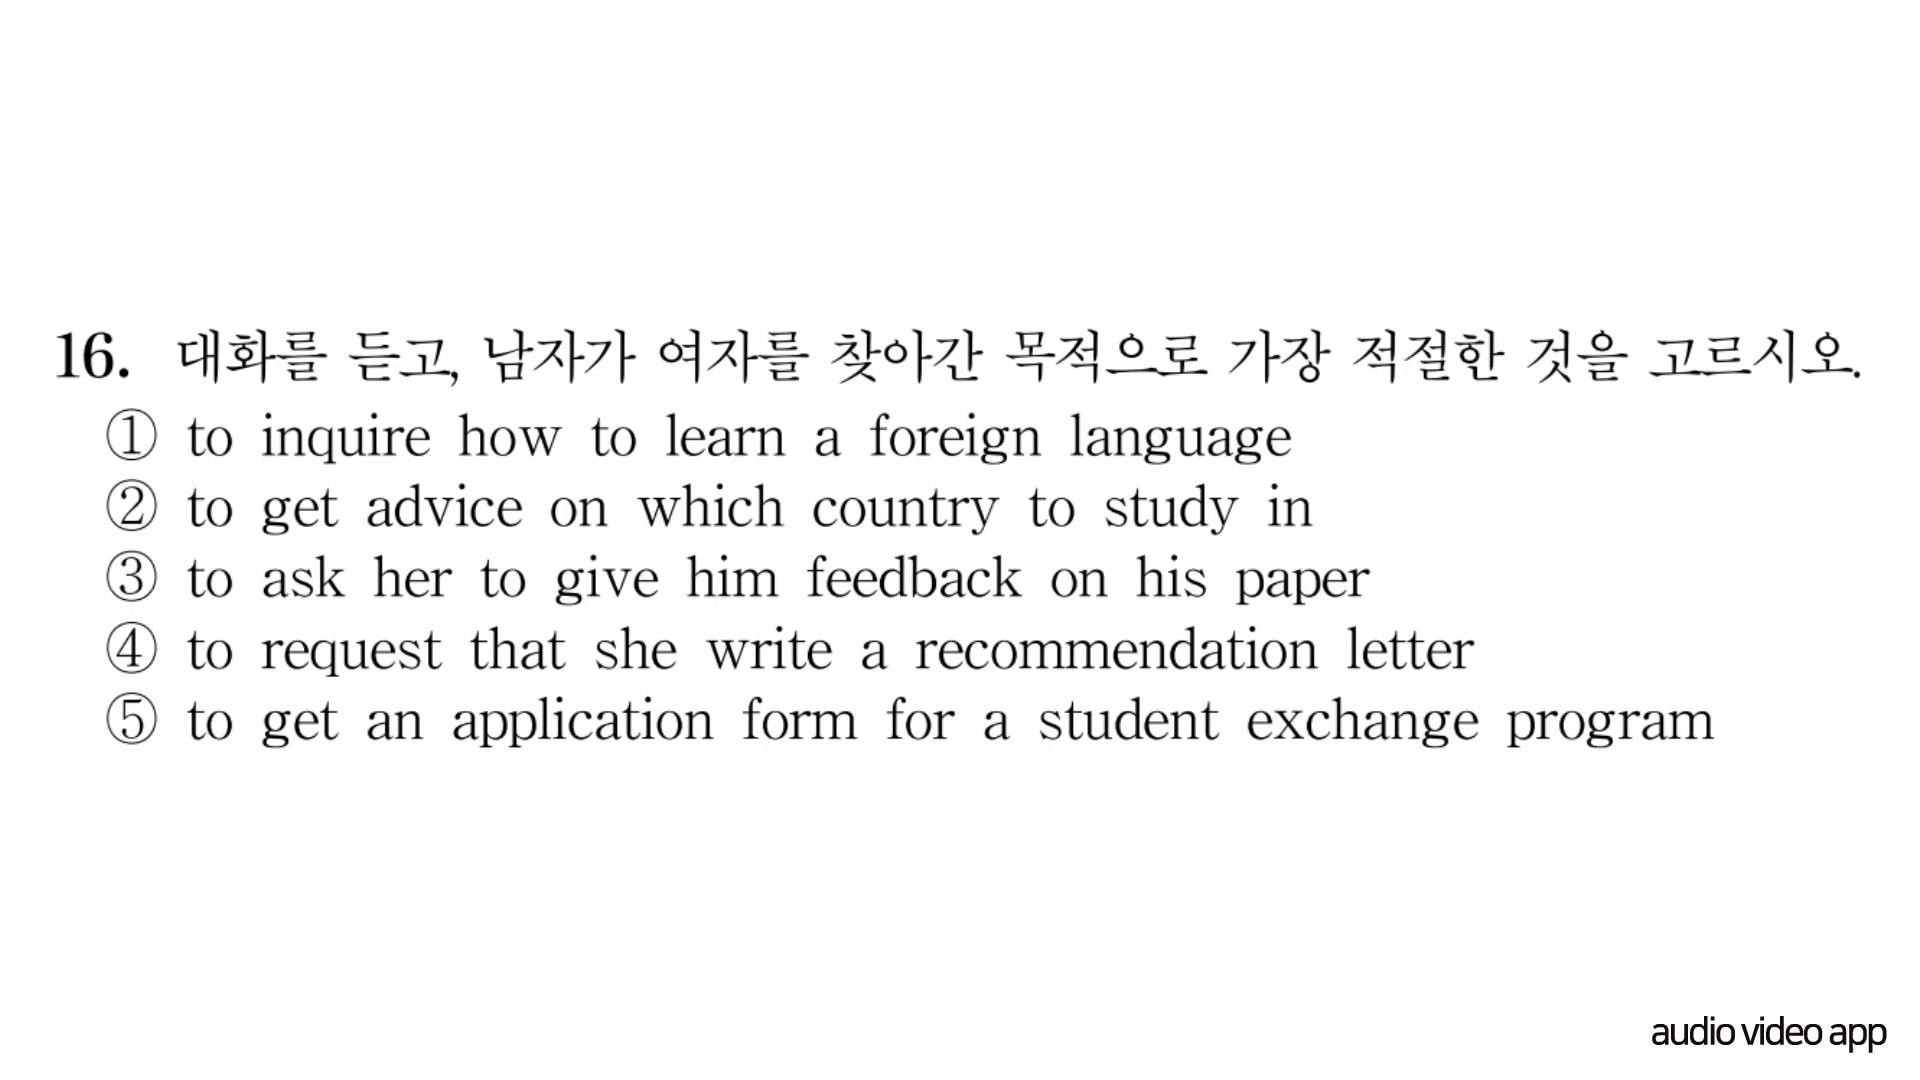 16. 대화를 듣고, 남자가 여자를 찾아간 목적으로 가장 적절한 것을 고르시오.
① to inquire how to learn a foreign language
② to get advice on which country to study in
③ to ask her to give him feedback on his paper
④ to request that she write a recommendation letter
⑤ to get an application form for a student exchange program
audio video app